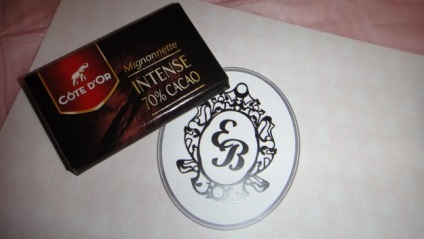 CÔTE D'OR
Mignonnette
INTENSE
70% CACAO
EB